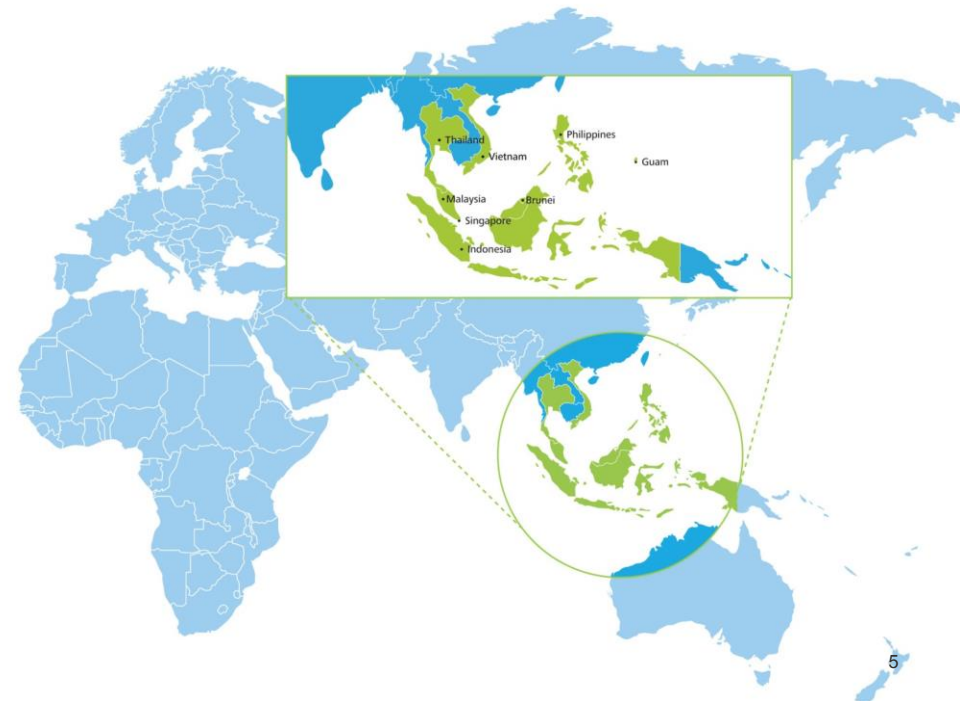 Philippines
Thailand
Vietnam
Guam
Malaysia
Brunei
Singapore
Indonesia
5